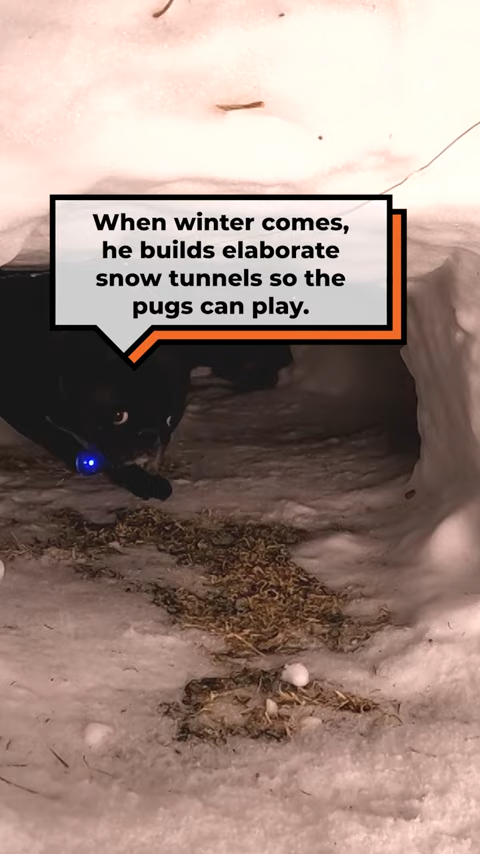 When winter comes,
he builds elaborate
snow tunnels so the
pugs can play.